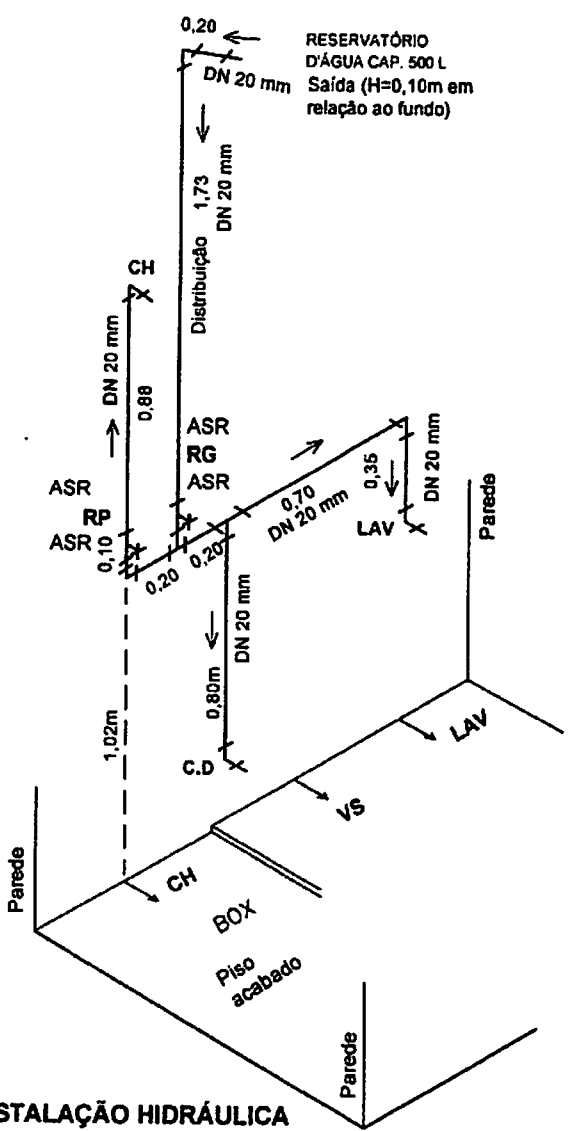 0,20
RESERVATÓRIO
D'ÁGUA CAP. 500 L
Saída (H=0,10m em
relação ao fundo)
DN 20 mm
1,73
DN 20 mm
Distribuição
CH
DN 20 mm
0,88
ASR
RG
ASR
ASR
RP
ASR
0,10
0,20
0,20
0,70
DN 20 mm
0,35
DN 20 mm
LAV
Parede
0,80m
DN 20 mm
1,02m
C.D
LAV
VS
CH
BOX
Piso
acabado
Parede
Parede
STALAÇÃO HIDRÁULICA